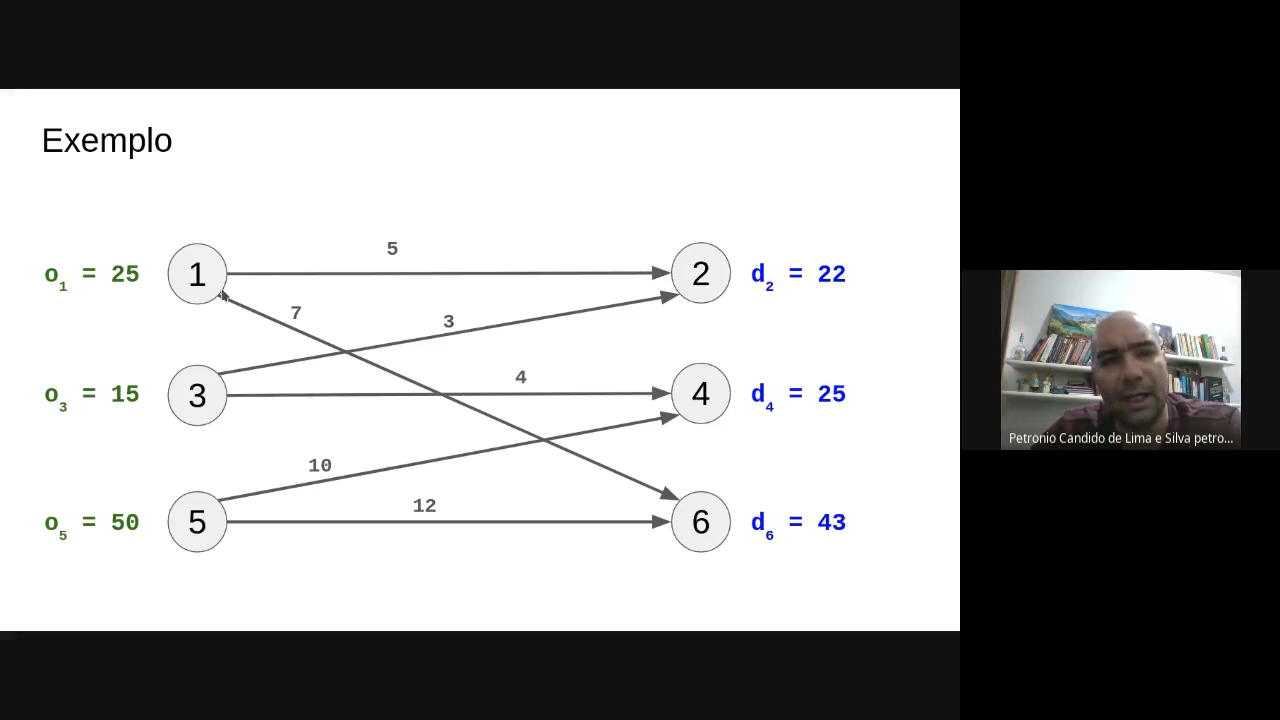 Exemplo
5
o1 = 25 1 2 d2 = 22
7
3
4
o3 = 15 3 4 d4 = 25
10
12
o5 = 50 5 6 d6 = 43
Petronio Candido de Lima e Silva petro...